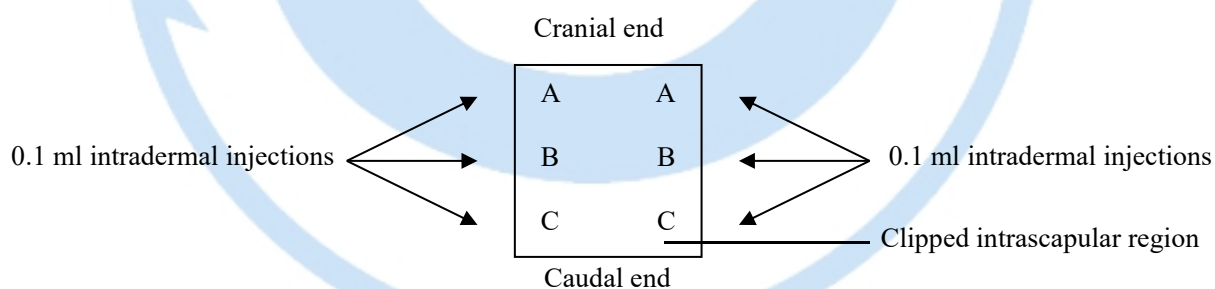 Cranial end
A A
0.1 ml intradermal injections B B 0.1 ml intradermal injections
C C
Clipped intrascapular region
Caudal end